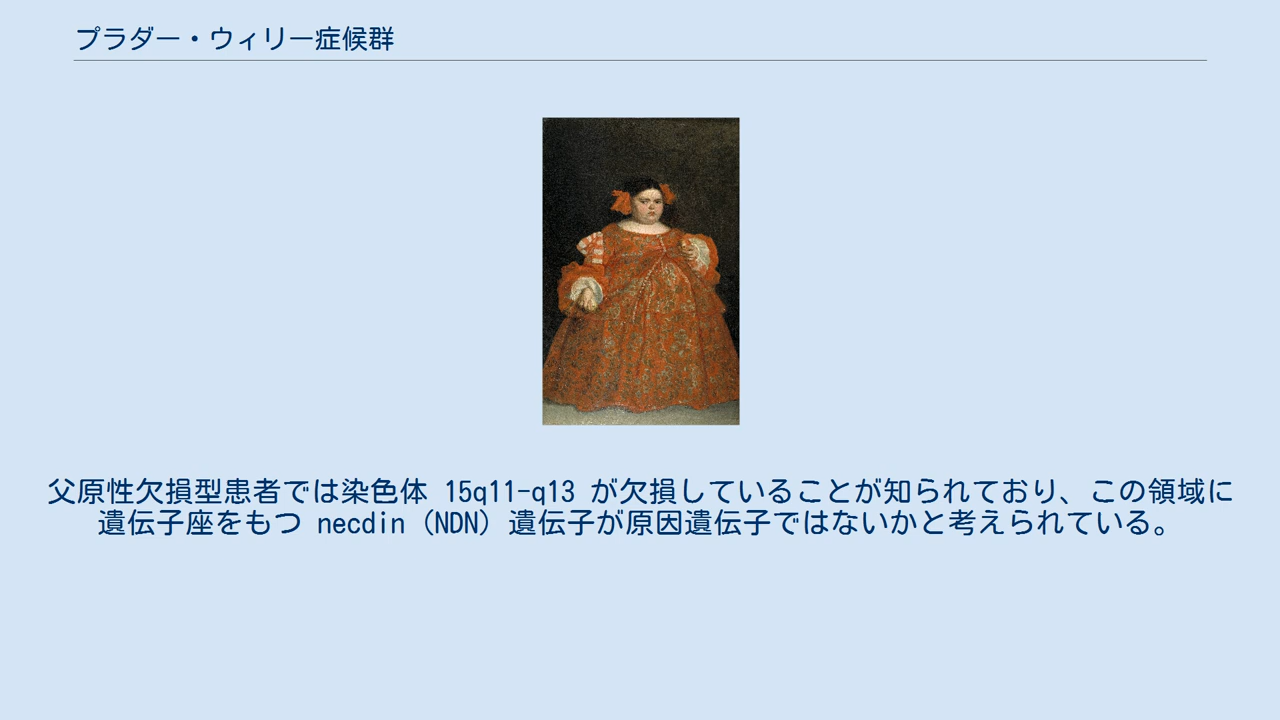 プラダー・ウィリー症候群
父原性欠損型患者では染色体 15q11-q13 が欠損していることが知られており、この領域に
遺伝子座をもつ necdin (NDN) 遺伝子が原因遺伝子ではないかと考えられている。